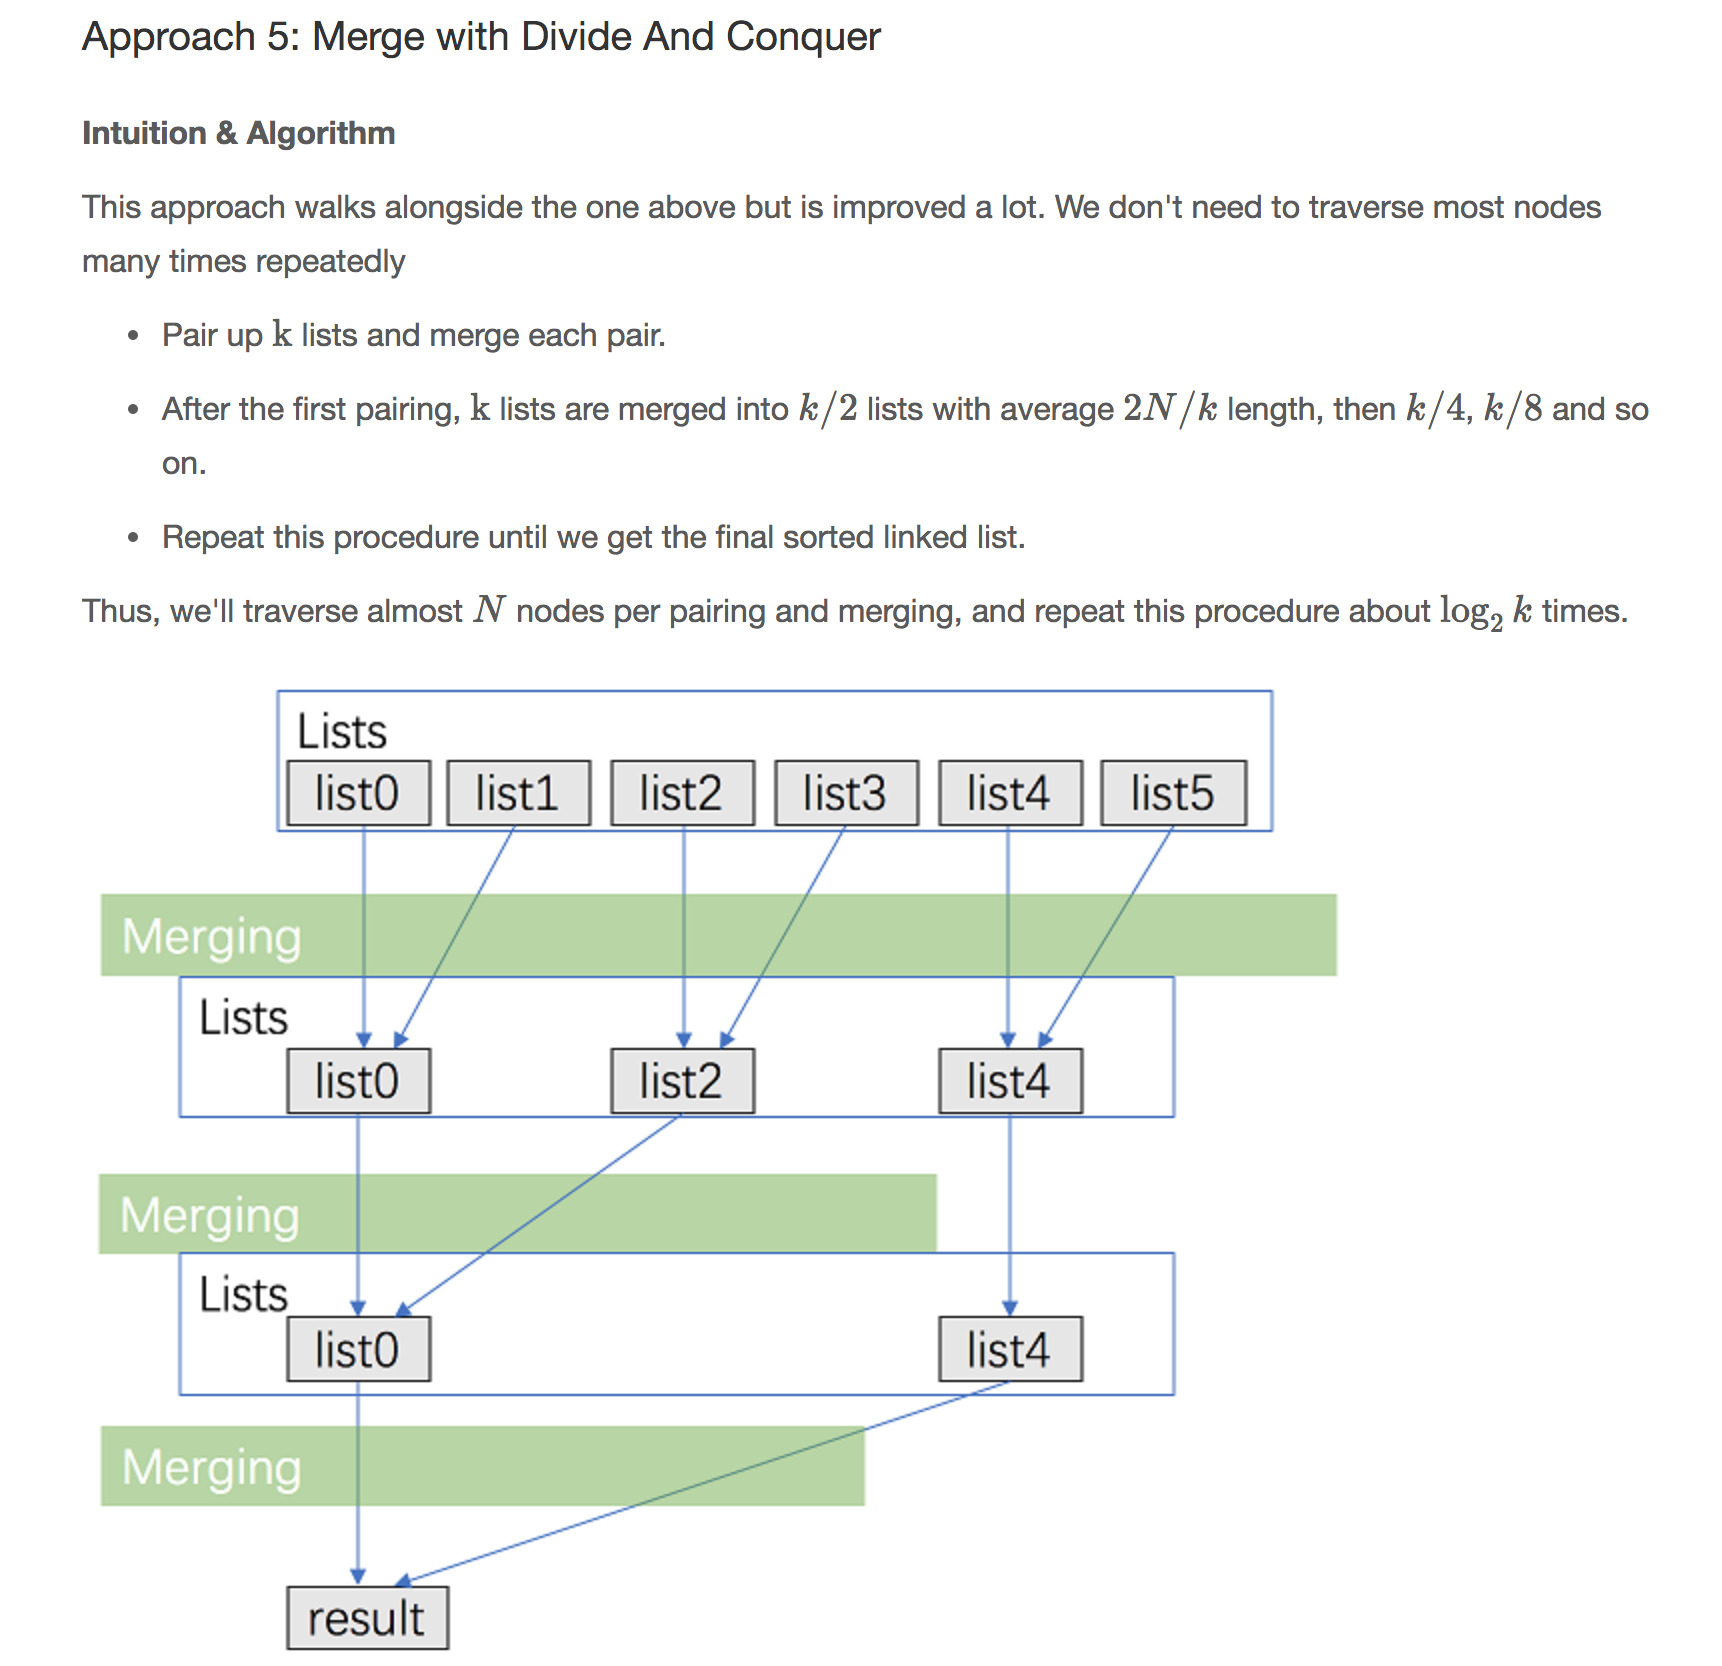 Approach 5: Merge with Divide And Conquer
Intuition & Algorithm
This approach walks alongside the one above but is improved a lot. We don't need to traverse most nodes
many times repeatedly
• Pair up k lists and merge each pair.
• After the first pairing, k lists are merged into k/2 lists with average 2N/k length, then k/4, k/8 and so
on.
• Repeat this procedure until we get the final sorted linked list.
Thus, we'll traverse almost N nodes per pairing and merging, and repeat this procedure about log₂ k times.
Lists
list0 list1 list2 list3 list4 list5
Merging
Lists
list0 list2 list4
Merging
Lists
list0 list4
Merging
result